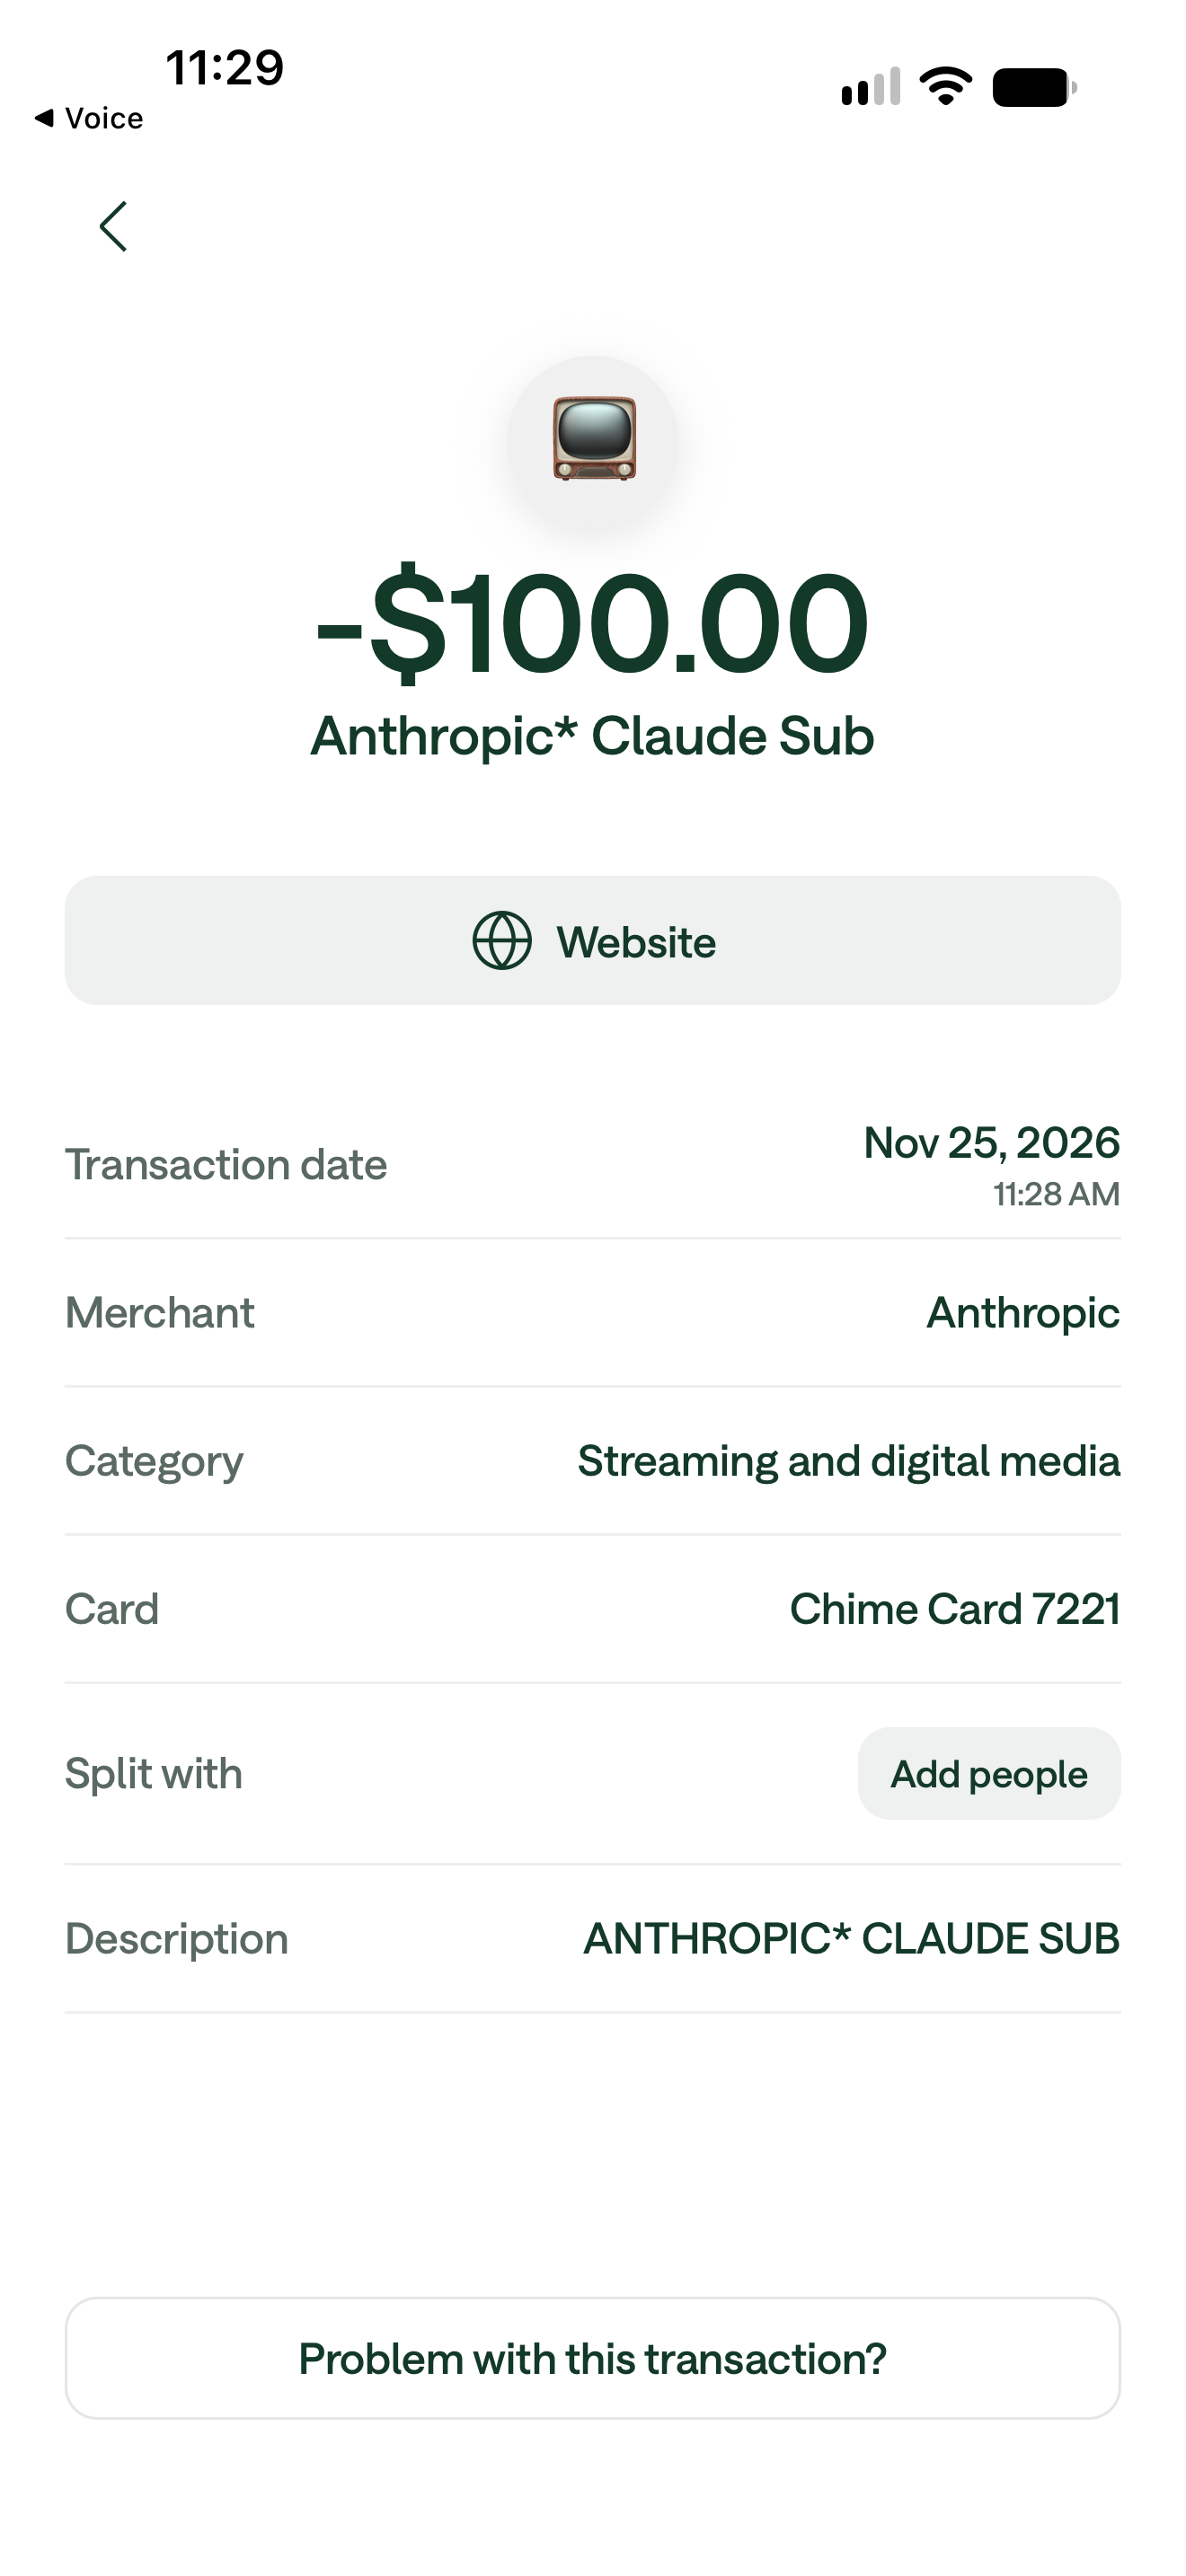 11:29
Voice
-$100.00
Anthropic* Claude Sub
Website
Transaction date
Nov 25, 2026
11:28 AM
Merchant
Anthropic
Category
Streaming and digital media
Card
Chime Card 7221
Split with
Add people
Description
ANTHROPIC* CLAUDE SUB
Problem with this transaction?